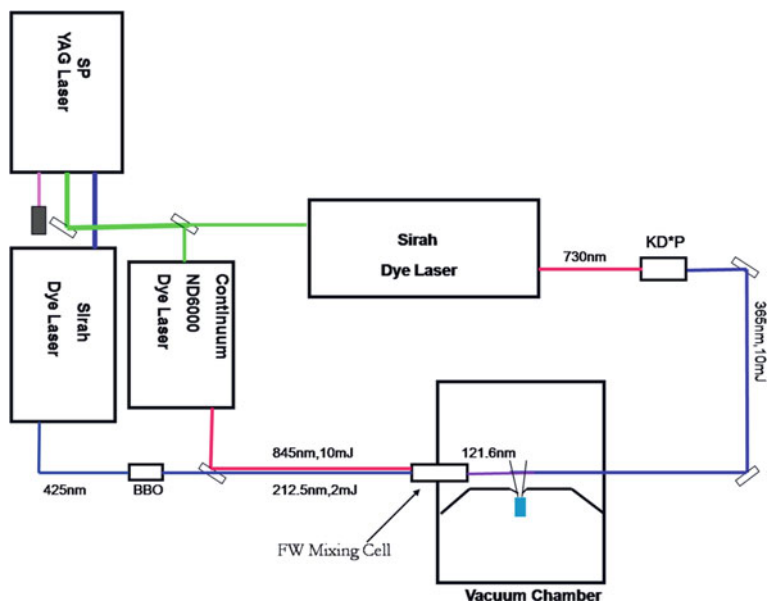 SP
YAG Laser
Sirah
Dye Laser
Continuum
ND6000
Dye Laser
Sirah
Dye Laser
730nm
KD*P
365nm,10mJ
425nm
BBO
845nm,10mJ
212.5nm,2mJ
121.6nm
FW Mixing Cell
Vacuum Chamber